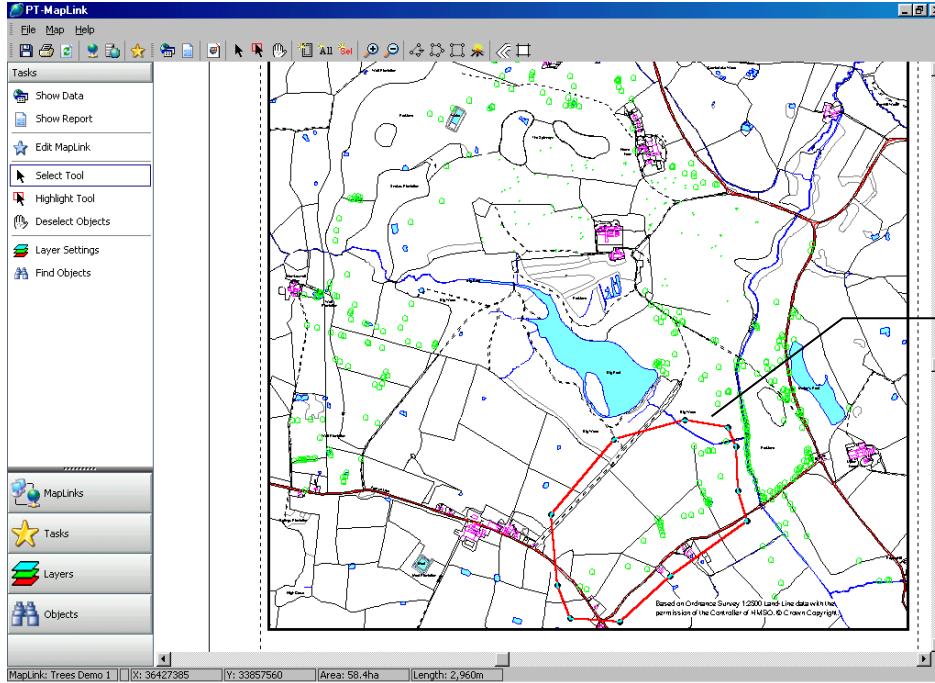 PT-MapLink
File Map Help
All Sel
Tasks
Show Data
Show Report
Edit MapLink
Select Tool
Highlight Tool
Deselect Objects
Layer Settings
Find Objects
MapLinks
Tasks
Layers
Objects
Big Pool
Based on Ordnance Survey 1:2500 Land-Line data with the
permission of the Controller of HMSO. © Crown Copyright.
MapLink: Trees Demo 1 X: 36427385 Y: 33857560 Area: 58.4ha Length: 2,960m